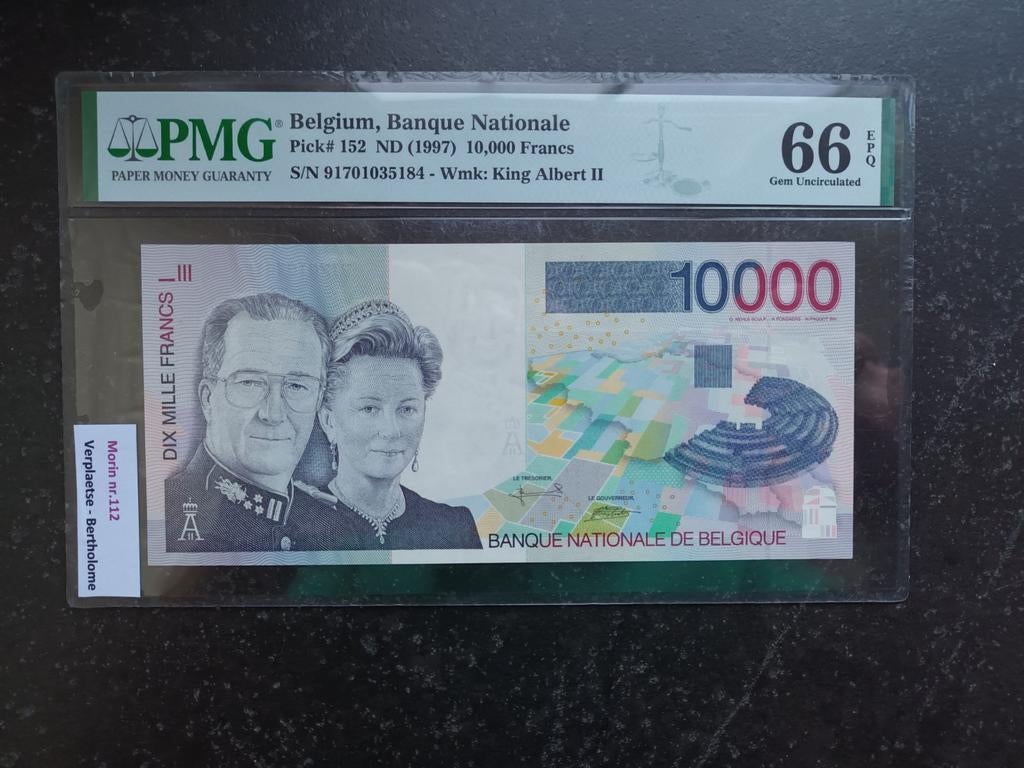 PMG®
PAPER MONEY GUARANTY
Belgium, Banque Nationale
Pick# 152 ND (1997) 10,000 Francs
S/N 91701035184 - Wmk: King Albert II
66
EPQ
Gem Uncirculated
DIX MILLE FRANCS
10000
LE TRÉSORIER,
LE GOUVERNEUR,
BANQUE NATIONALE DE BELGIQUE
Morin nr.112
Verplaetse - Bertholome